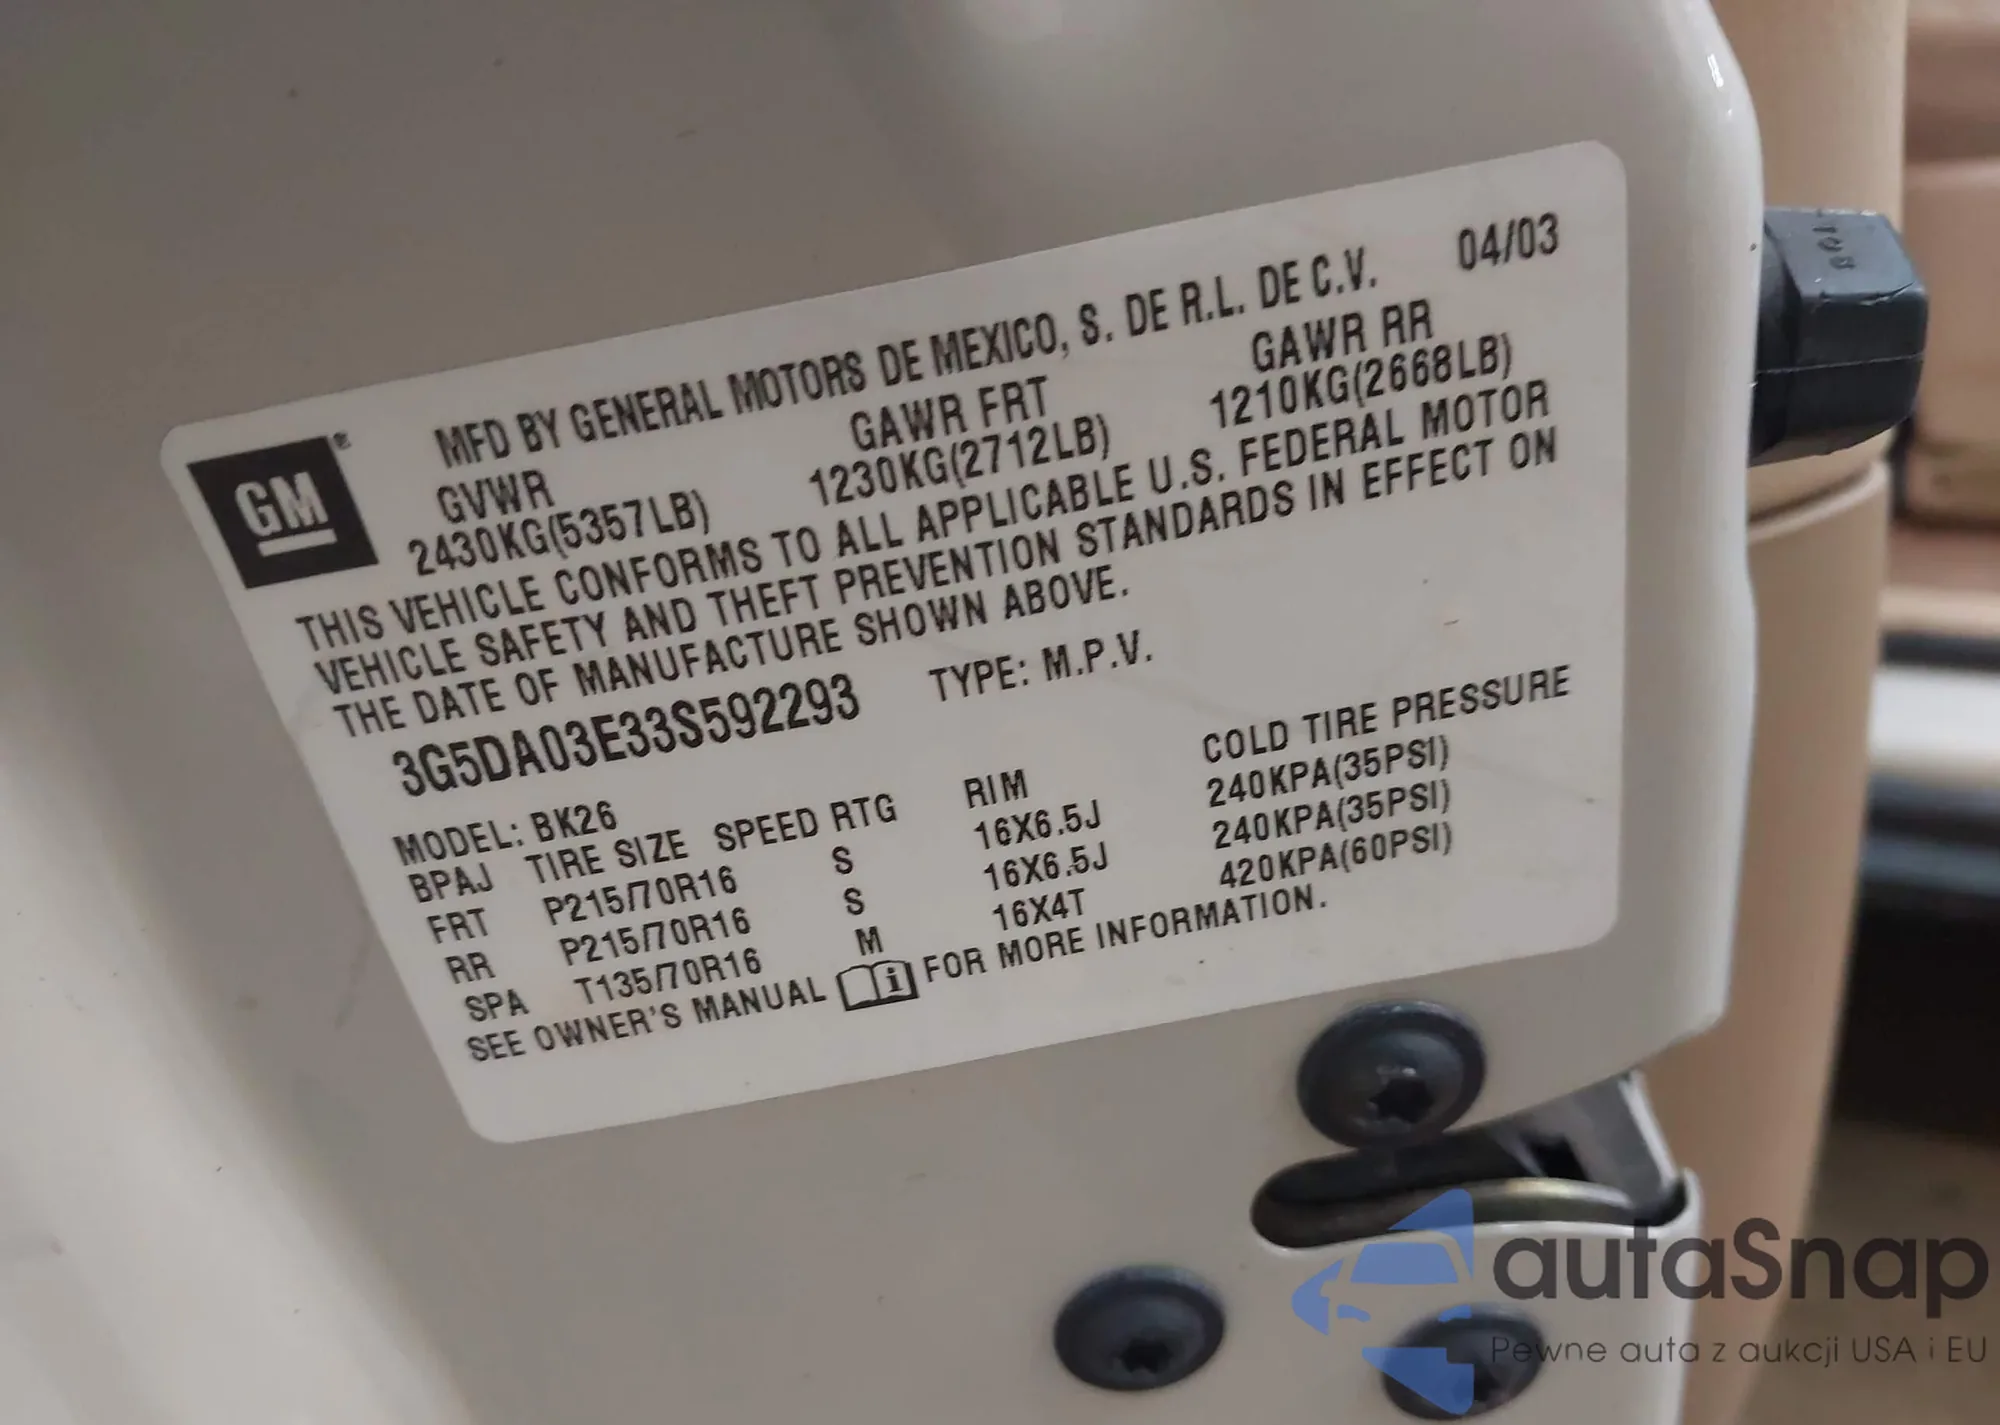 GM®
MFD BY GENERAL MOTORS DE MEXICO, S. DE R.L. DE C.V. 04/03
GVWR GAWR FRT GAWR RR
2430KG(5357LB) 1230KG(2712LB) 1210KG(2668LB)
THIS VEHICLE CONFORMS TO ALL APPLICABLE U.S. FEDERAL MOTOR
VEHICLE SAFETY AND THEFT PREVENTION STANDARDS IN EFFECT ON
THE DATE OF MANUFACTURE SHOWN ABOVE.
3G5DA03E33S592293 TYPE: M.P.V.
MODEL: BK26
BPAJ TIRE SIZE SPEED RTG RIM COLD TIRE PRESSURE
FRT P215/70R16 S 16X6.5J 240KPA(35PSI)
RR P215/70R16 S 16X6.5J 240KPA(35PSI)
SPA T135/70R16 M 16X4T 420KPA(60PSI)
SEE OWNER'S MANUAL FOR MORE INFORMATION.
autaSnap
Pewne auta z aukcji USA i EU